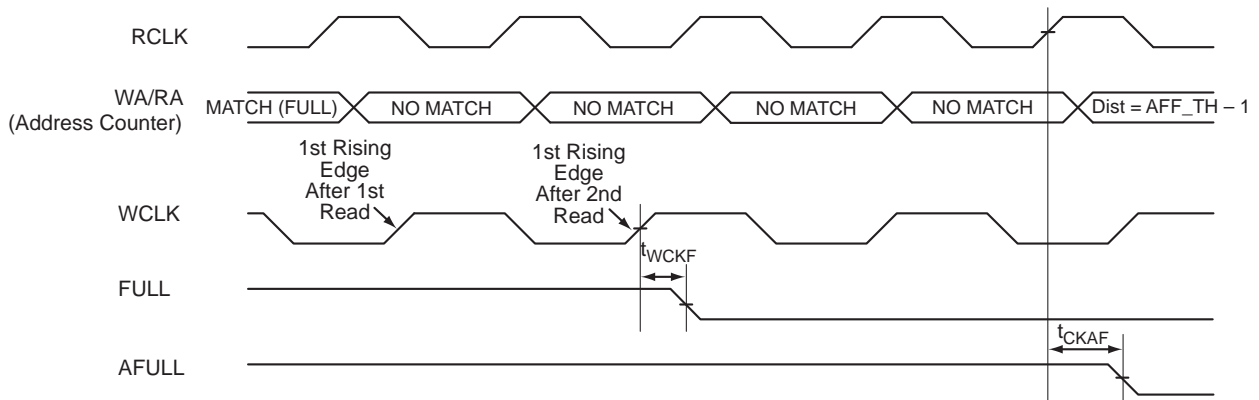 RCLK
WA/RA
(Address Counter)
MATCH (FULL)
NO MATCH
NO MATCH
NO MATCH
NO MATCH
Dist = AFF_TH – 1
1st Rising
Edge
After 1st
Read
1st Rising
Edge
After 2nd
Read
WCLK
tWCKF
FULL
tCKAF
AFULL